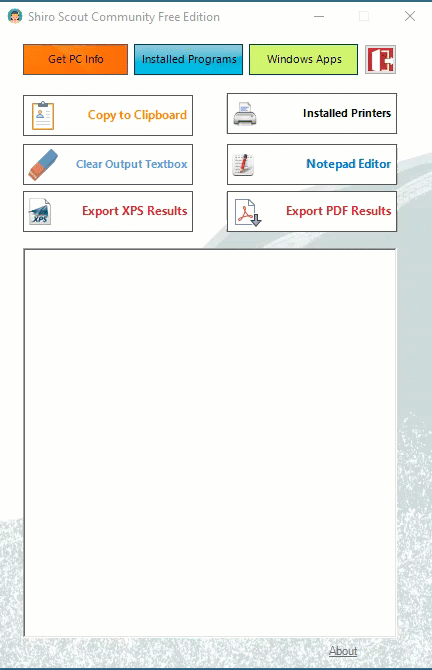 Shiro Scout Community Free Edition
Get PC Info
Installed Programs
Windows Apps
Copy to Clipboard
Installed Printers
Clear Output Textbox
Notepad Editor
XPS
Export XPS Results
Export PDF Results
About